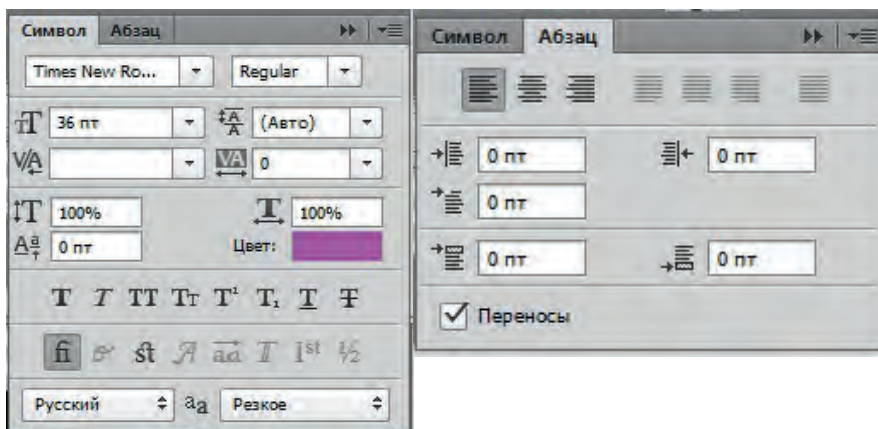 Символ Абзац
Times New Ro... Regular
36 пт (Авто)
0
100% 100%
0 пт Цвет:
T T TT Tт T¹ T₁ T T
fi st A ad T 1st ½
Русский aа Резкое
Символ Абзац
0 пт 0 пт
0 пт
0 пт 0 пт
Переносы